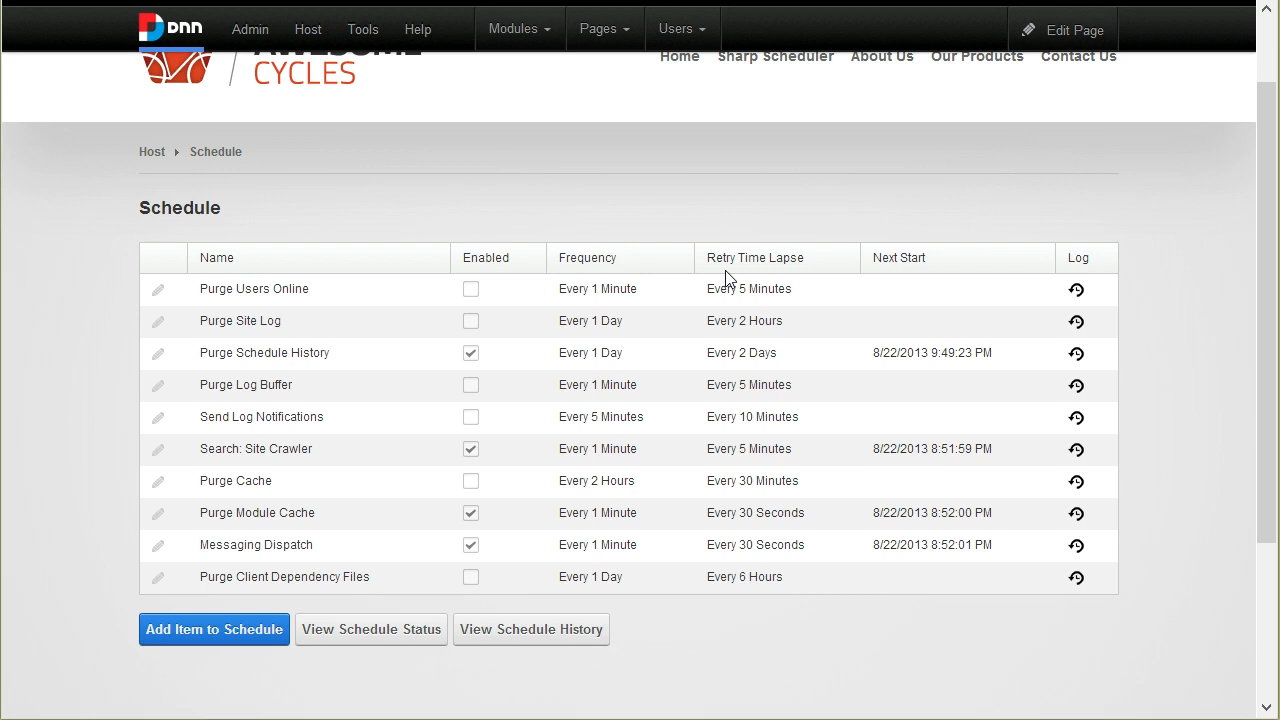 DNN Admin Host Tools Help Modules Pages Users Edit Page
AWESOME
CYCLES
Home Sharp Scheduler About Us Our Products Contact Us
Host Schedule
Schedule
Name Enabled Frequency Retry Time Lapse Next Start Log
Purge Users Online Every 1 Minute Every 5 Minutes
Purge Site Log Every 1 Day Every 2 Hours
Purge Schedule History Every 1 Day Every 2 Days 8/22/2013 9:49:23 PM
Purge Log Buffer Every 1 Minute Every 5 Minutes
Send Log Notifications Every 5 Minutes Every 10 Minutes
Search: Site Crawler Every 1 Minute Every 5 Minutes 8/22/2013 8:51:59 PM
Purge Cache Every 2 Hours Every 30 Minutes
Purge Module Cache Every 1 Minute Every 30 Seconds 8/22/2013 8:52:00 PM
Messaging Dispatch Every 1 Minute Every 30 Seconds 8/22/2013 8:52:01 PM
Purge Client Dependency Files Every 1 Day Every 6 Hours
Add Item to Schedule View Schedule Status View Schedule History